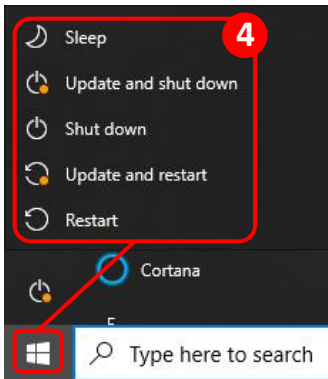 4
Sleep
Update and shut down
Shut down
Update and restart
Restart
Cortana
Type here to search